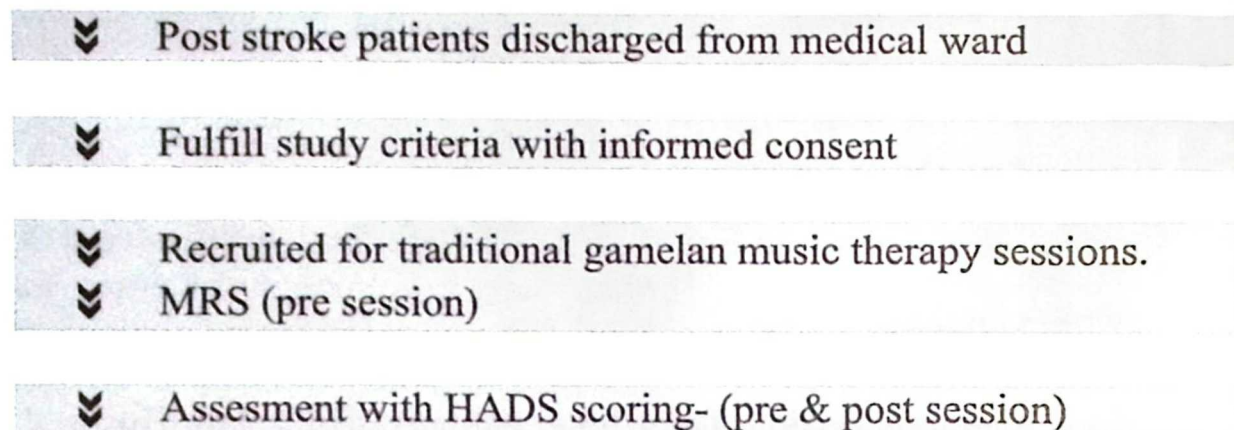 Post stroke patients discharged from medical ward
Fulfill study criteria with informed consent
Recruited for traditional gamelan music therapy sessions.
MRS (pre session)
Assesment with HADS scoring- (pre & post session)